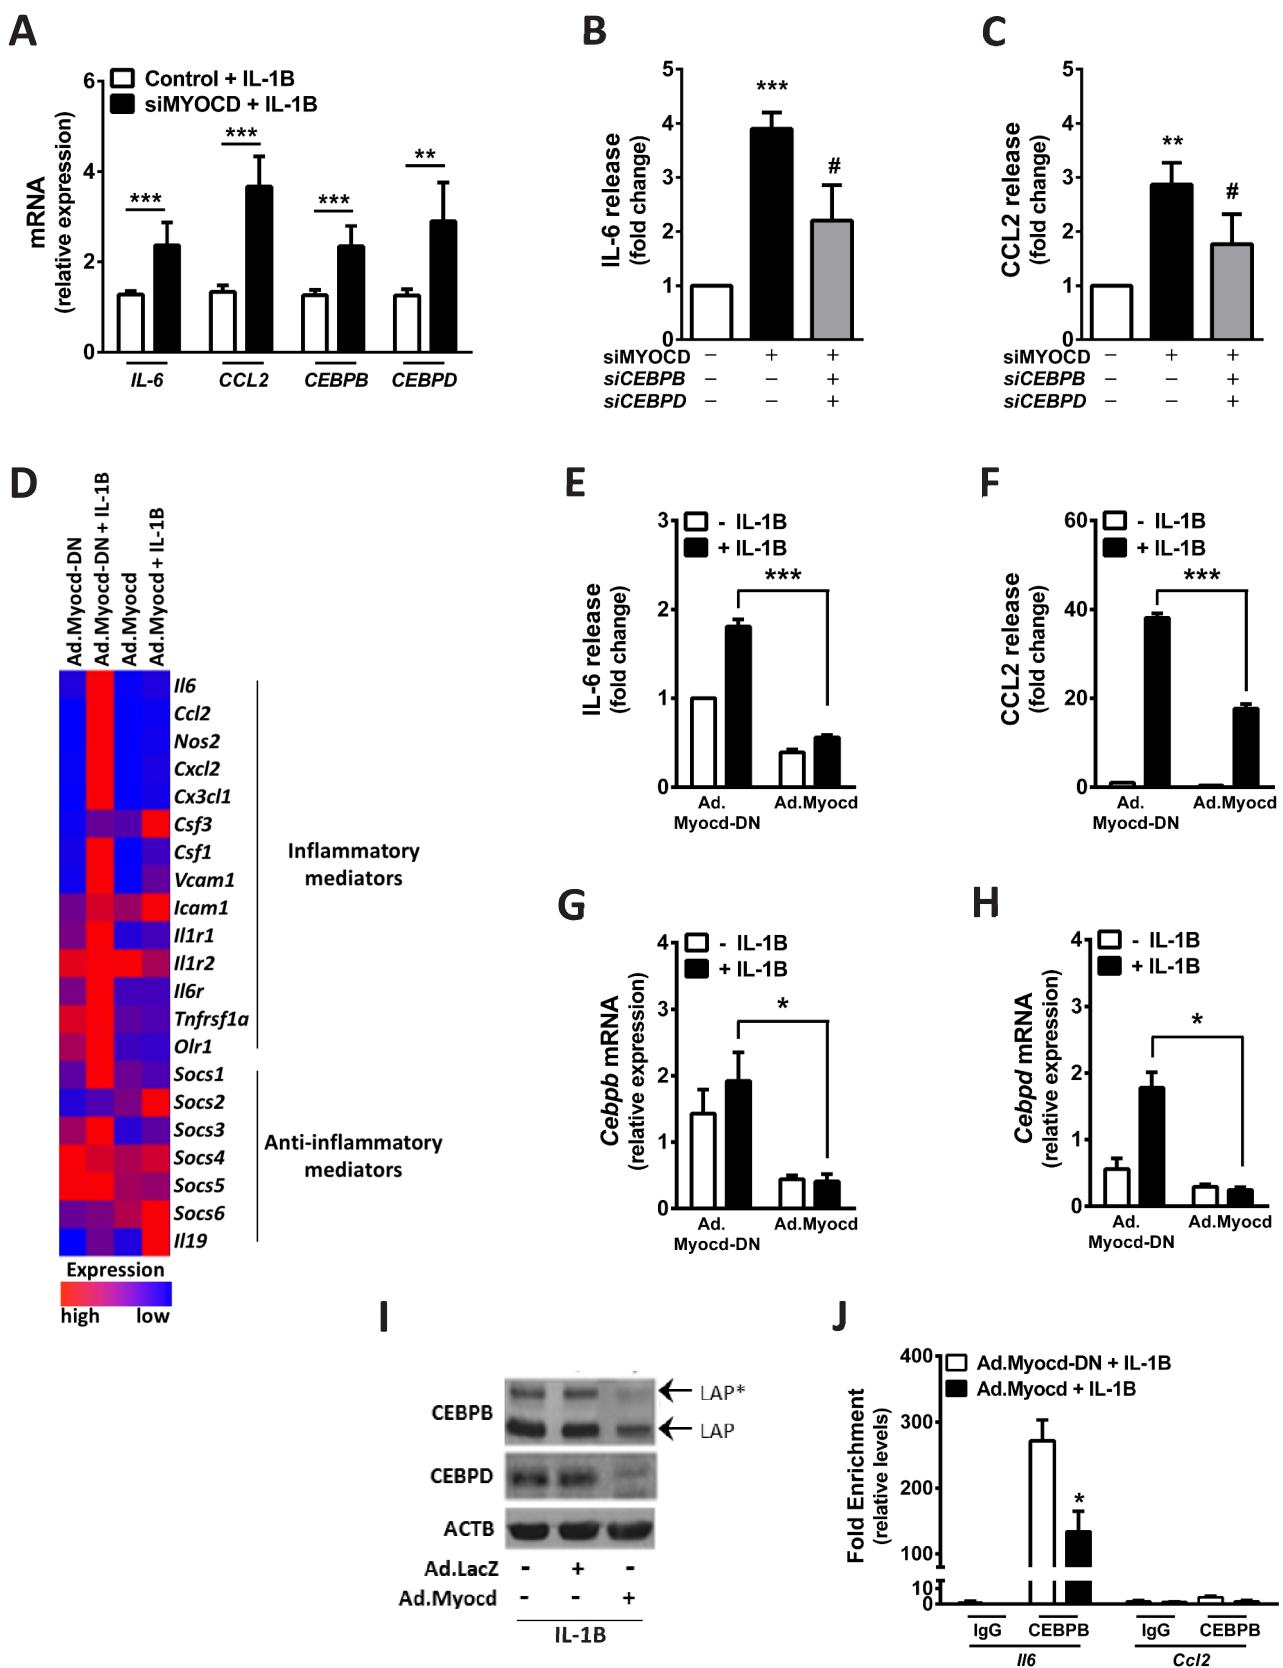 A
mRNA
(relative expression)
6
4
2
0
Control + IL-1B
siMYOCD + IL-1B
***
***
***
**
IL-6 CCL2 CEBPB CEBPD
B
IL-6 release
(fold change)
5
4
3
2
1
0
***
#
siMYOCD – + +
siCEBPB – – +
siCEBPD – – +
C
CCL2 release
(fold change)
5
4
3
2
1
0
**
#
siMYOCD – + +
siCEBPB – – +
siCEBPD – – +
D
Ad.Myocd-DN
Ad.Myocd-DN + IL-1B
Ad.Myocd
Ad.Myocd + IL-1B
Il6
Ccl2
Nos2
Cxcl2
Cx3cl1
Csf3
Csf1
Vcam1
Icam1
Il1r1
Il1r2
Il6r
Tnfrsf1a
Olr1
Socs1
Socs2
Socs3
Socs4
Socs5
Socs6
Il19
Inflammatory
mediators
Anti-inflammatory
mediators
Expression
high low
E
IL-6 release
(fold change)
3
2
1
0
- IL-1B
+ IL-1B
***
Ad. Ad.Myocd
Myocd-DN
F
CCL2 release
(fold change)
60
40
20
0
- IL-1B
+ IL-1B
***
Ad. Ad.Myocd
Myocd-DN
G
Cebpb mRNA
(relative expression)
4
3
2
1
0
- IL-1B
+ IL-1B
*
Ad. Ad.Myocd
Myocd-DN
H
Cebpd mRNA
(relative expression)
4
3
2
1
0
- IL-1B
+ IL-1B
*
Ad. Ad.Myocd
Myocd-DN
I
CEBPB
LAP*
LAP
CEBPD
ACTB
Ad.LacZ - + -
Ad.Myocd - - +
IL-1B
J
Fold Enrichment
(relative levels)
400
300
200
100
10
0
Ad.Myocd-DN + IL-1B
Ad.Myocd + IL-1B
*
IgG CEBPB IgG CEBPB
Il6 Ccl2